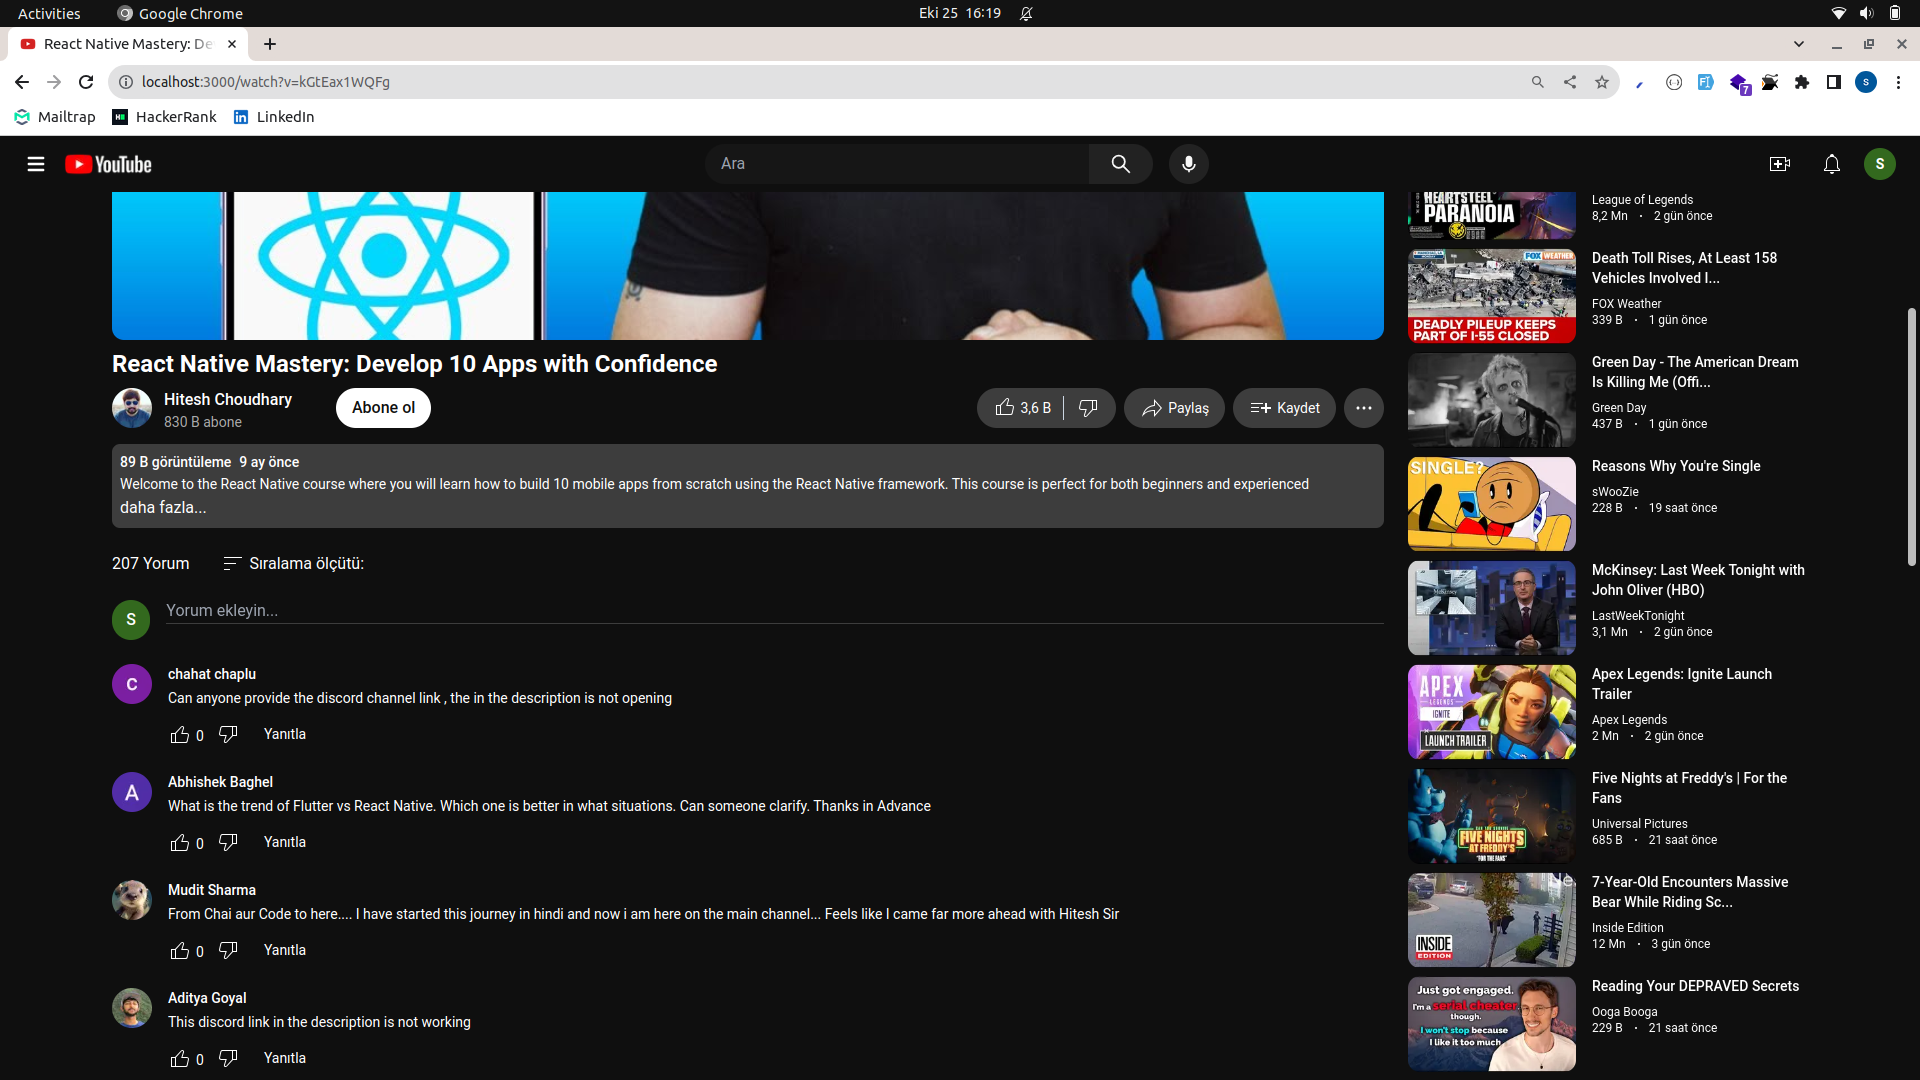 Activities
Google Chrome
Eki 25 16:19
React Native Mastery: De
localhost:3000/watch?v=kGtEax1WQFg
7
S
Mailtrap
HackerRank
LinkedIn
YouTube
Ara
S
React Native Mastery: Develop 10 Apps with Confidence
Hitesh Choudhary
830 B abone
Abone ol
3,6 B
Paylaş
Kaydet
89 B görüntüleme 9 ay önce
Welcome to the React Native course where you will learn how to build 10 mobile apps from scratch using the React Native framework. This course is perfect for both beginners and experienced
daha fazla...
207 Yorum
Sıralama ölçütü:
S
Yorum ekleyin...
C
chahat chaplu
Can anyone provide the discord channel link , the in the description is not opening
0
Yanıtla
A
Abhishek Baghel
What is the trend of Flutter vs React Native. Which one is better in what situations. Can someone clarify. Thanks in Advance
0
Yanıtla
Mudit Sharma
From Chai aur Code to here.... I have started this journey in hindi and now i am here on the main channel... Feels like I came far more ahead with Hitesh Sir
0
Yanıtla
Aditya Goyal
This discord link in the description is not working
0
Yanıtla
HEARTSTEEL
PARANOIA
League of Legends
8,2 Mn • 2 gün önce
FOX WEATHER
DEADLY PILEUP KEEPS
PART OF I-55 CLOSED
Death Toll Rises, At Least 158
Vehicles Involved I...
FOX Weather
339 B • 1 gün önce
Green Day - The American Dream
Is Killing Me (Offi...
Green Day
437 B • 1 gün önce
SINGLE?
Reasons Why You're Single
sWooZie
228 B • 19 saat önce
McKinsey
McKinsey: Last Week Tonight with
John Oliver (HBO)
LastWeekTonight
3,1 Mn • 2 gün önce
APEX
LEGENDS
IGNITE
LAUNCH TRAILER
Apex Legends: Ignite Launch
Trailer
Apex Legends
2 Mn • 2 gün önce
FIVE NIGHTS
AT FREDDY'S
"FOR THE FANS"
Five Nights at Freddy's | For the
Fans
Universal Pictures
685 B • 21 saat önce
INSIDE
EDITION
7-Year-Old Encounters Massive
Bear While Riding Sc...
Inside Edition
12 Mn • 3 gün önce
Just got engaged.
I'm a serial cheater,
though.
I won't stop because
I like it too much.
Reading Your DEPRAVED Secrets
Ooga Booga
229 B • 21 saat önce